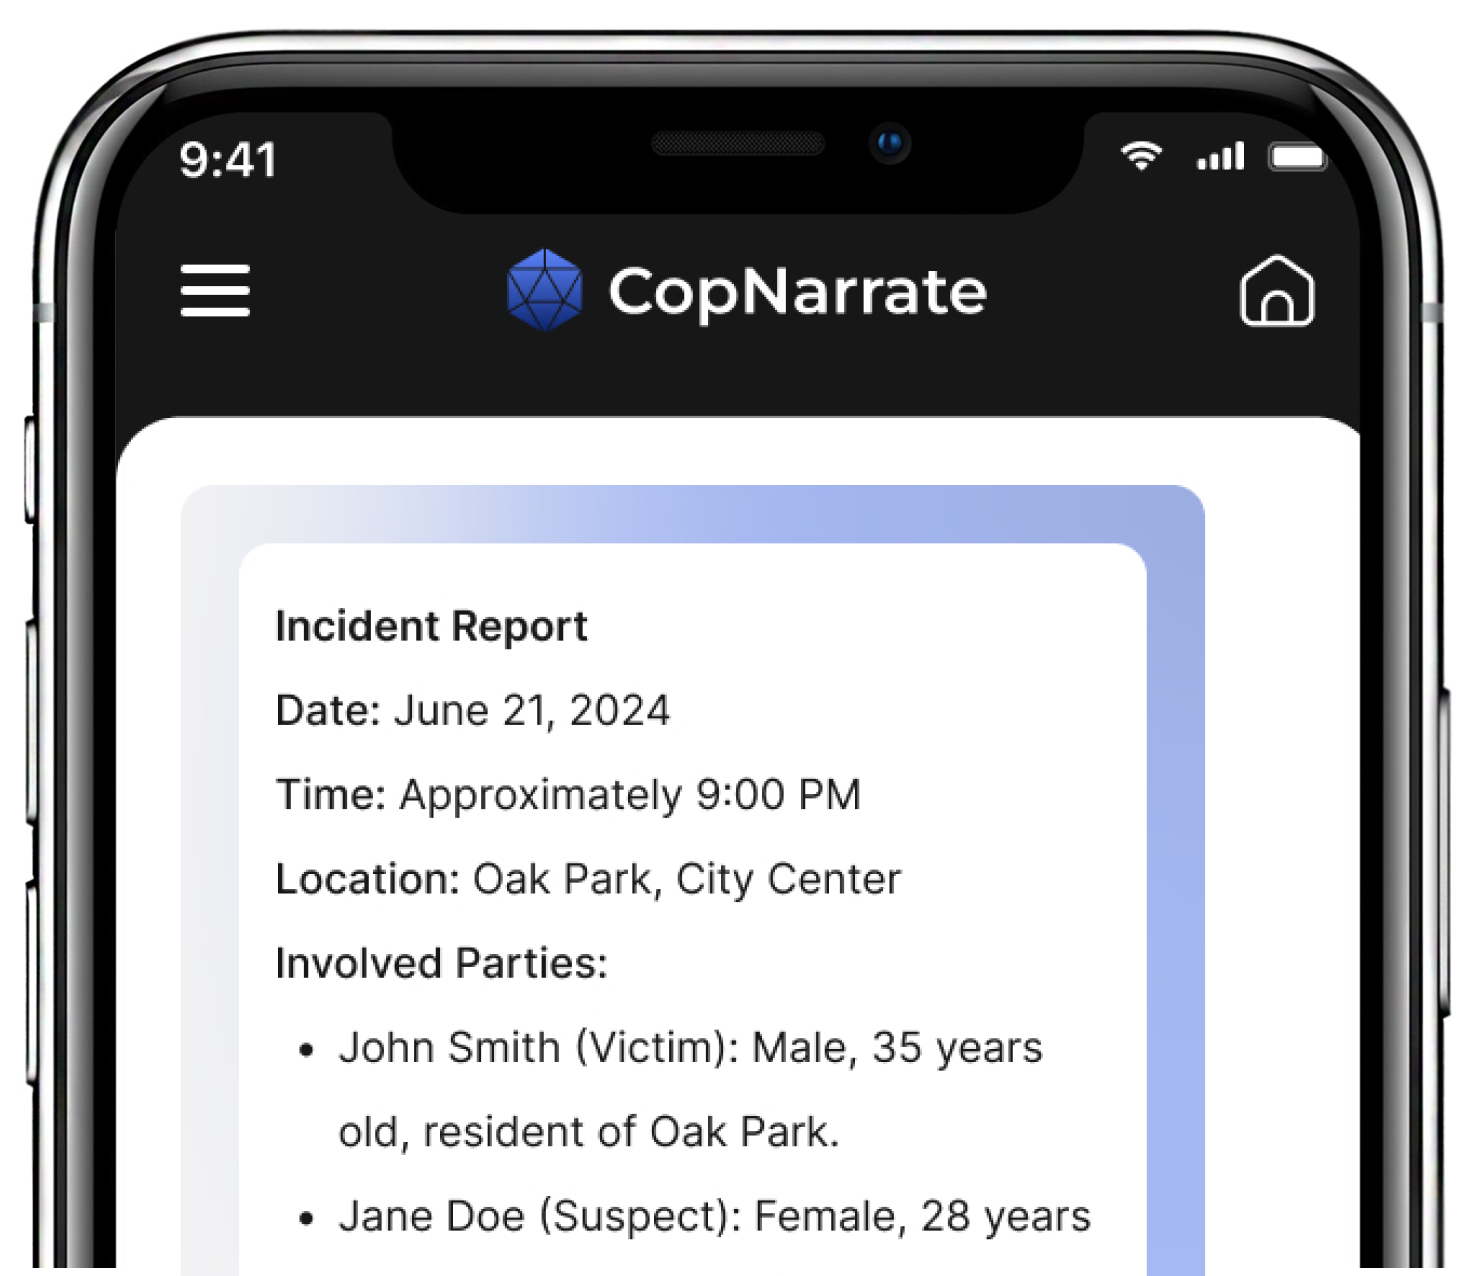 9:41
CopNarrate
Incident Report
Date: June 21, 2024
Time: Approximately 9:00 PM
Location: Oak Park, City Center
Involved Parties:
• John Smith (Victim): Male, 35 years
old, resident of Oak Park.
• Jane Doe (Suspect): Female, 28 years